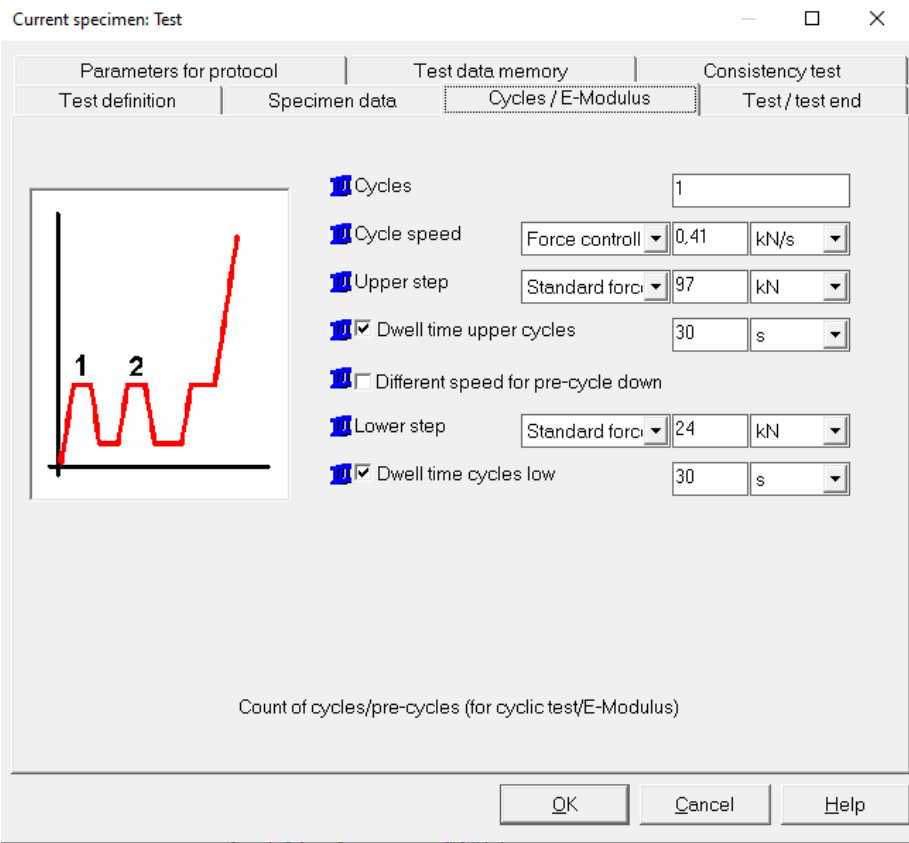 Current specimen: Test
Parameters for protocol Test data memory Consistency test
Test definition Specimen data Cycles / E-Modulus Test / test end
Cycles 1
Cycle speed Force controll 0,41 kN/s
Upper step Standard forc 97 kN
Dwell time upper cycles 30 s
Different speed for pre-cycle down
Lower step Standard forc 24 kN
Dwell time cycles low 30 s
1 2
Count of cycles/pre-cycles (for cyclic test/E-Modulus)
OK Cancel Help